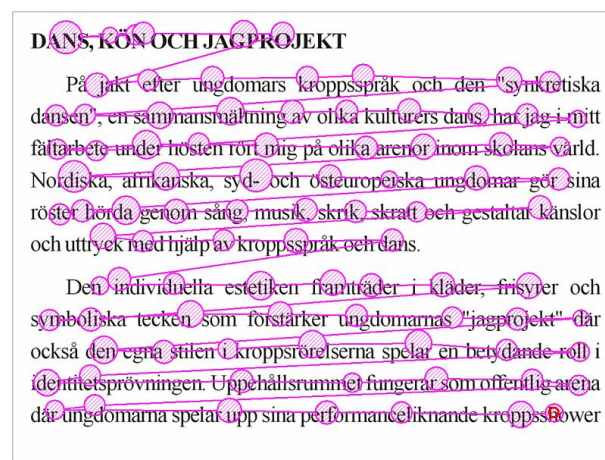 DANS, KÖN OCH JAGPROJEKT
På jakt efter ungdomars kroppsspråk och den "synkretiska
dansen", en sammansmältning av olika kulturers dans, har jag i mitt
fältarbete under hösten rört mig på olika arenor inom skolans värld.
Nordiska, afrikanska, syd- och östeuropeiska ungdomar gör sina
röster hörda genom sång, musik, skrik, skratt och gestaltar känslor
och uttryck med hjälp av kroppsspråk och dans.
Den individuella estetiken framträder i kläder, frisyrer och
symboliska tecken som förstärker ungdomarnas "jagprojekt" där
också den egna stilen i kroppsrörelserna spelar en betydande roll i
identitetsprövningen. Uppehållsrummet fungerar som offentlig arena
där ungdomarna spelar upp sina performanceliknande kroppsshower